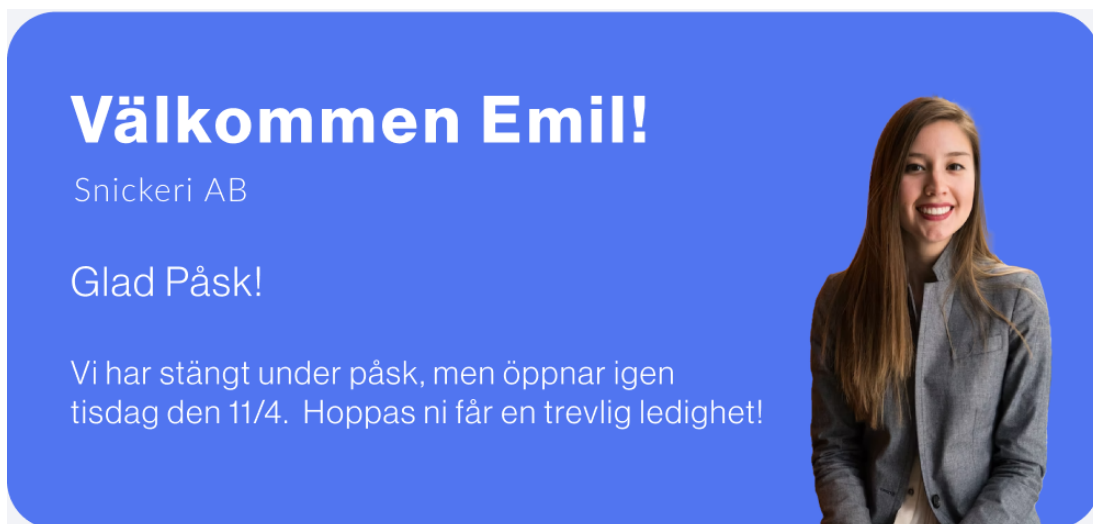 Välkommen Emil!
Snickeri AB
Glad Påsk!
Vi har stängt under påsk, men öppnar igen
tisdag den 11/4.  Hoppas ni får en trevlig ledighet!